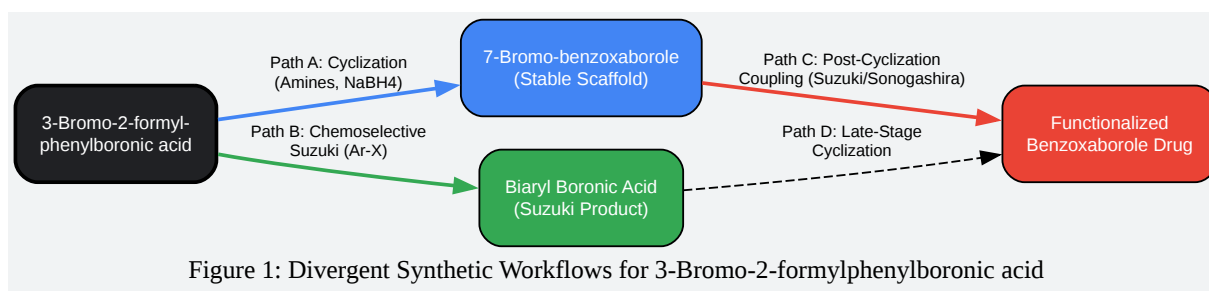 3-Bromo-2-formyl-
phenylboronic acid
Path A: Cyclization
(Amines, NaBH4)
Path B: Chemoselective
Suzuki (Ar-X)
7-Bromo-benzoxaborole
(Stable Scaffold)
Biaryl Boronic Acid
(Suzuki Product)
Path C: Post-Cyclization
Coupling (Suzuki/Sonogashira)
Path D: Late-Stage
Cyclization
Functionalized
Benzoxaborole Drug
Figure 1: Divergent Synthetic Workflows for 3-Bromo-2-formylphenylboronic acid